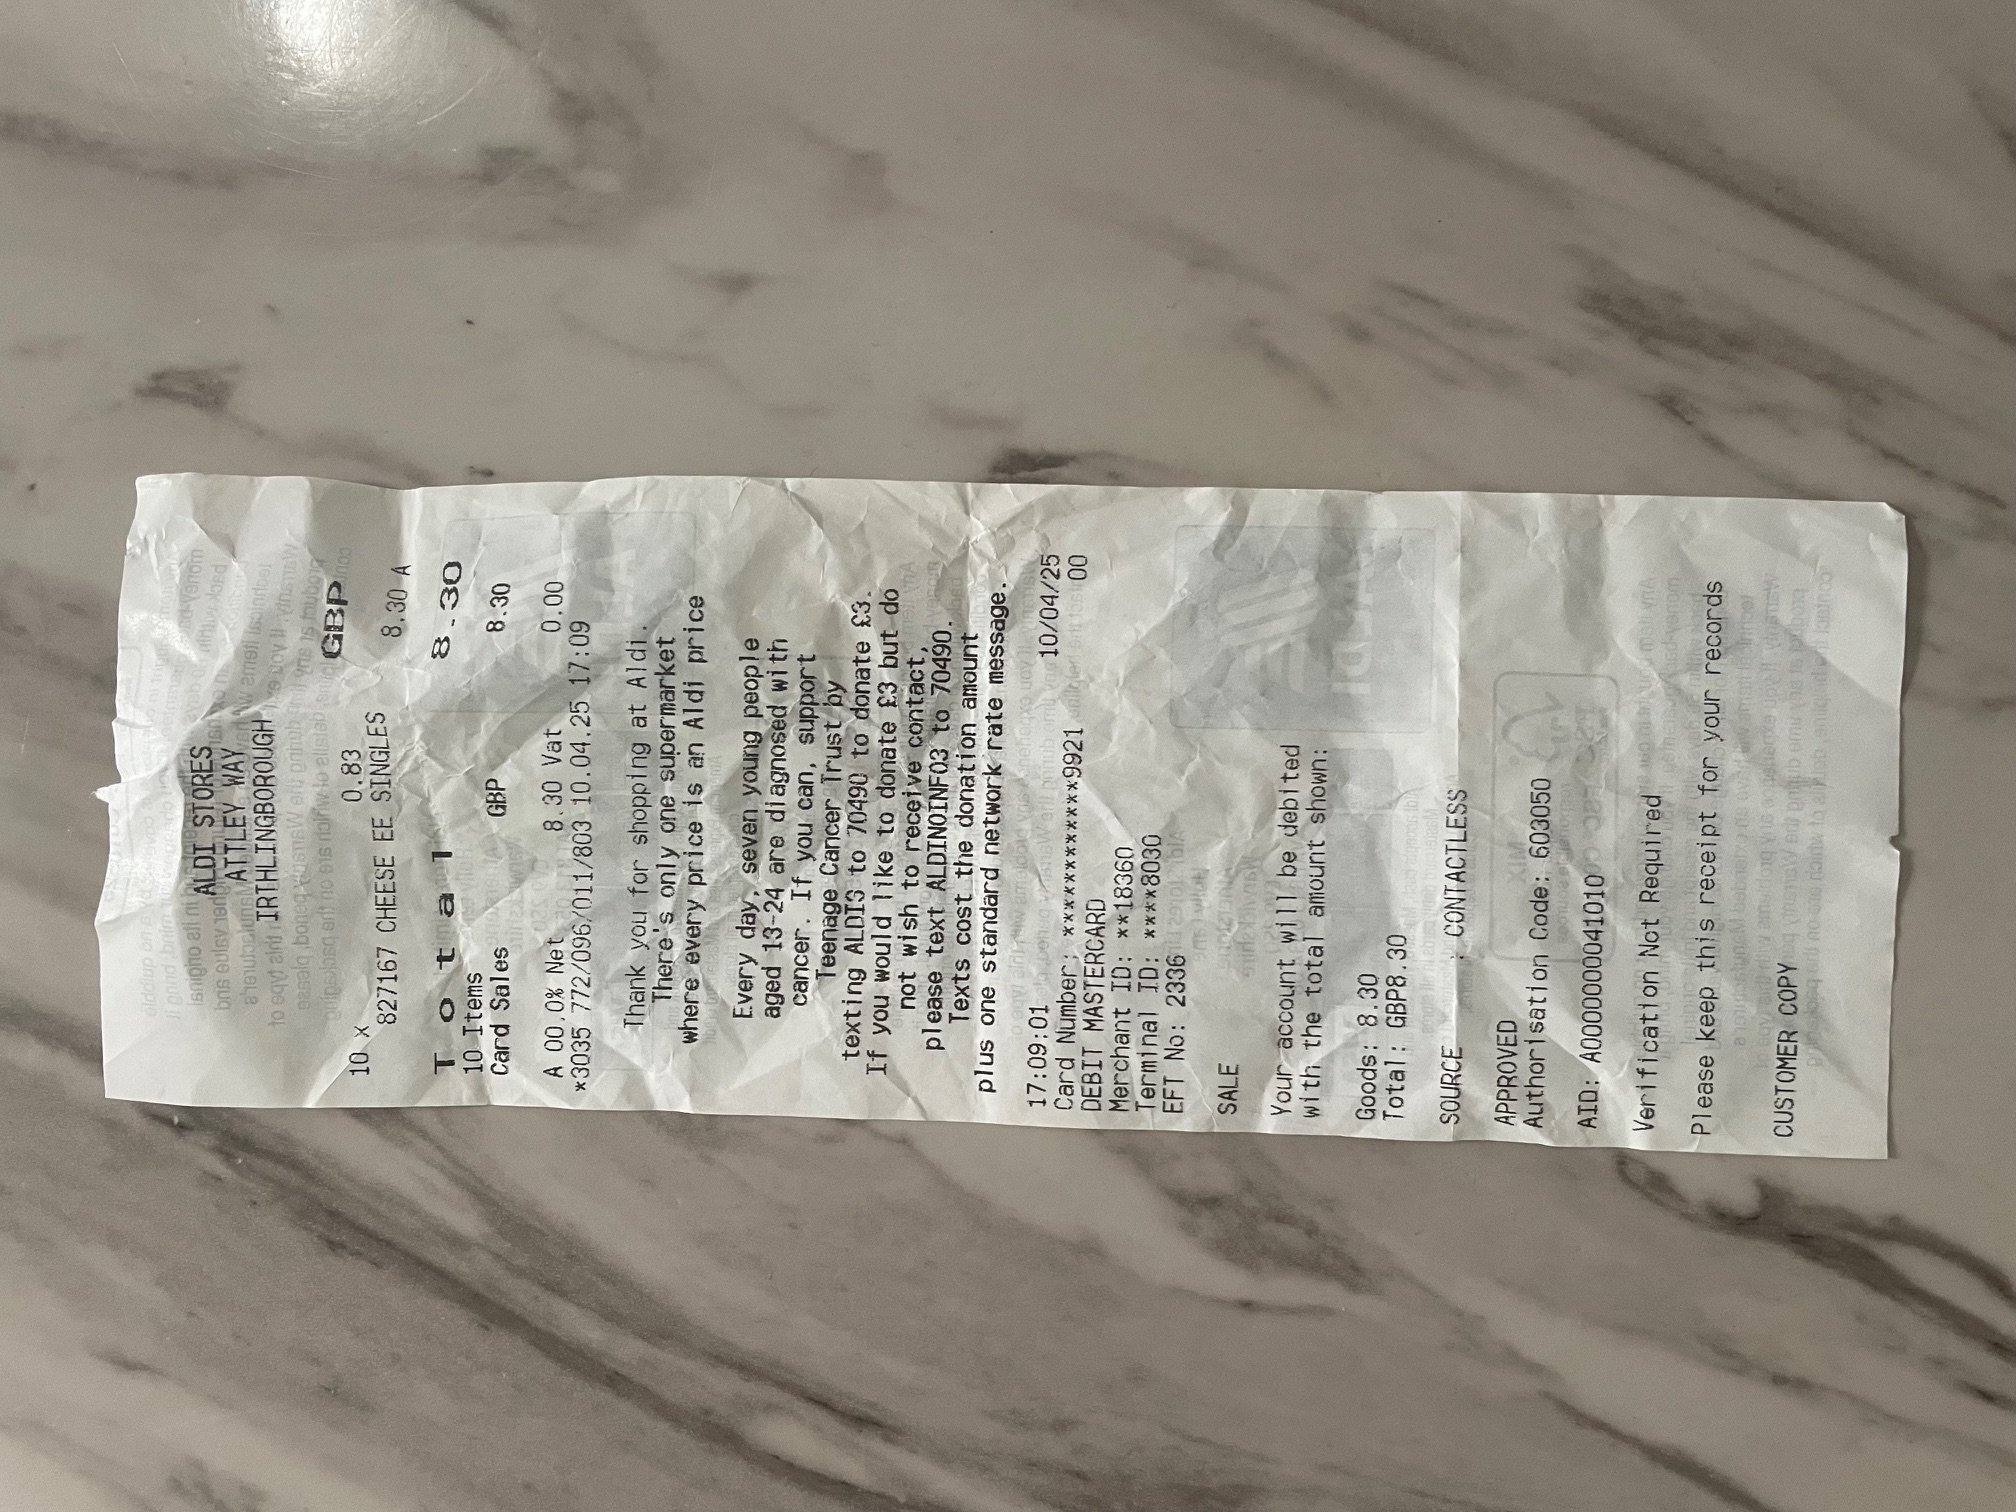 ALDI STORES
ATTLEY WAY
IRTHLINGBOROUGH
GBP
10 x 0.83
827167 CHEESE EE SINGLES 8.30 A
Total 8.30
10 Items
Card Sales GBP 8.30
A 00.0% Net 8.30 Vat 0.00
*3035 772/096/011/803 10.04.25 17:09
Thank you for shopping at Aldi.
There's only one supermarket
where every price is an Aldi price
Every day, seven young people
aged 13-24 are diagnosed with
cancer. If you can, support
Teenage Cancer Trust by
texting ALDI3 to 70490 to donate £3.
If you would like to donate £3 but do
not wish to receive contact,
please text ALDINOINFO3 to 70490.
Texts cost the donation amount
plus one standard network rate message.
17:09:01 10/04/25
Card Number: ************9921 00
DEBIT MASTERCARD
Merchant ID: **18360
Terminal ID: ****8030
EFT No: 2336
SALE
Your account will be debited
with the total amount shown:
Goods: 8.30
Total: GBP8.30
SOURCE : CONTACTLESS
APPROVED
Authorisation Code: 603050
AID: A0000000041010
Verification Not Required
Please keep this receipt for your records
CUSTOMER COPY